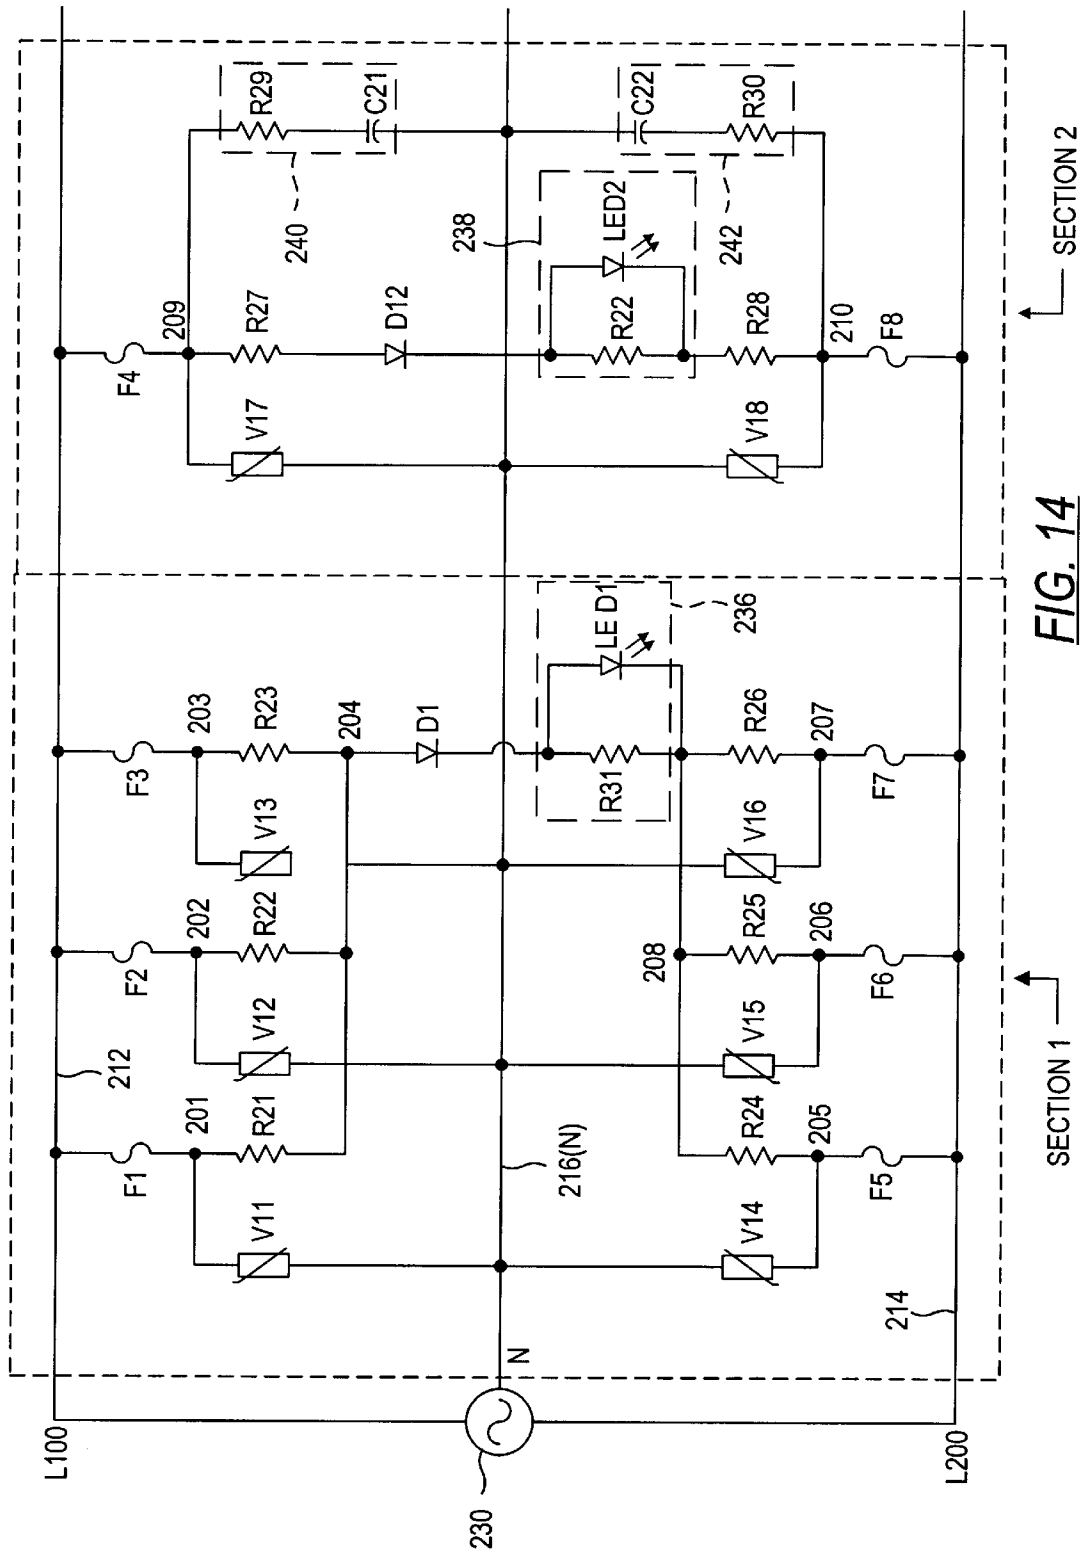 L100
L200
230
N
216(N)
212
214
F1
201
R21
V11
F2
202
R22
V12
F3
203
R23
V13
204
D1
LE D1
R31
236
208
R24
V14
205
F5
R25
V15
206
F6
R26
V16
207
F7
F4
209
R27
V17
D12
R29
C21
240
238
LED2
R22
C22
R30
242
R28
V18
210
F8
SECTION 1
SECTION 2
FIG. 14